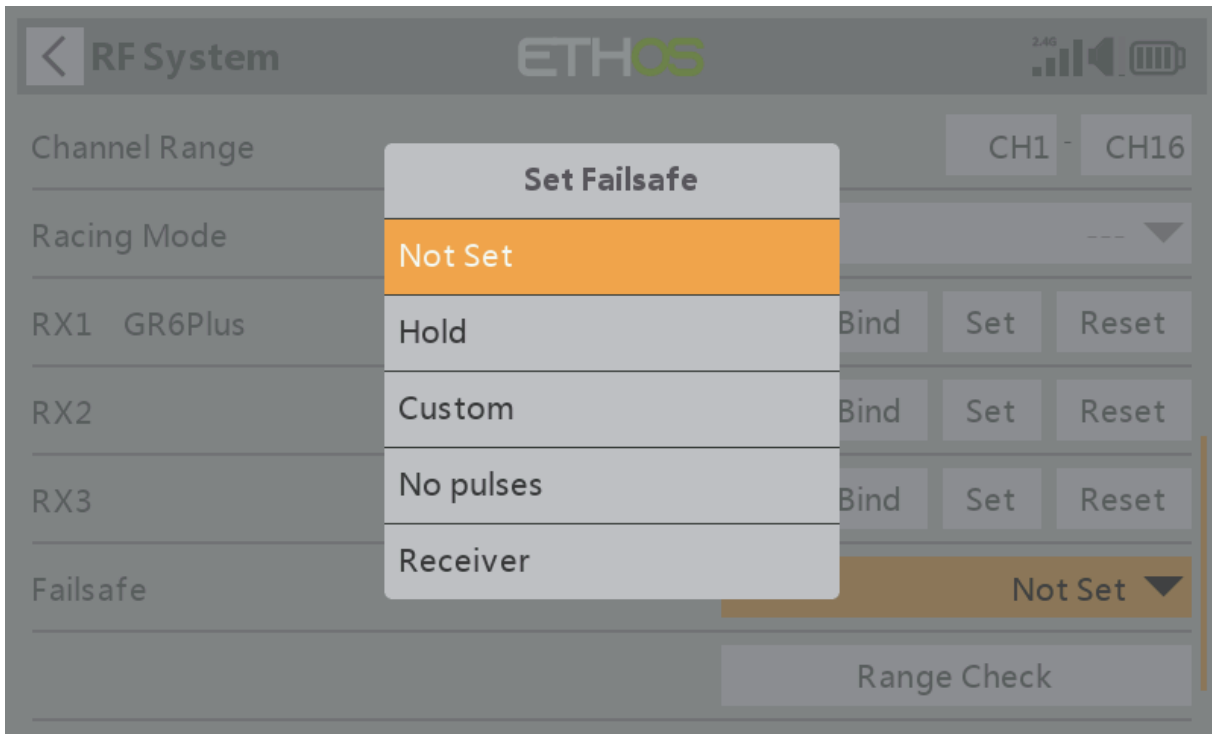 RF System ETHOS 2.4G
Channel Range CH1 - CH16
Set Failsafe
Racing Mode ---
Not Set
RX1 GR6Plus Bind Set Reset
Hold
RX2 Bind Set Reset
Custom
RX3 Bind Set Reset
No pulses
Receiver
Failsafe Not Set
Range Check